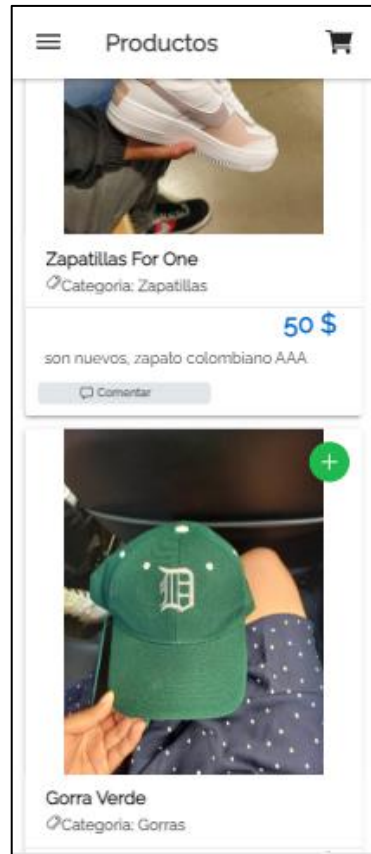 Productos
Zapatillas For One
Categoria: Zapatillas
50 $
son nuevos, zapato colombiano AAA
Comentar
+
D
Gorra Verde
Categoria: Gorras